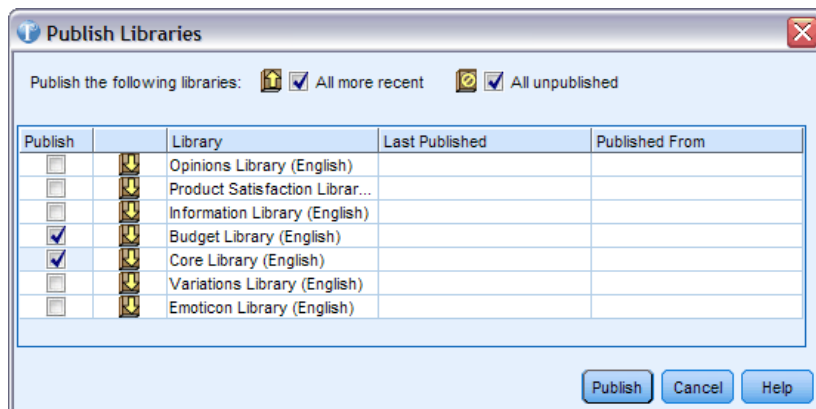 Publish Libraries
Publish the following libraries: All more recent All unpublished
Publish Library Last Published Published From
Opinions Library (English)
Product Satisfaction Librar...
Information Library (English)
Budget Library (English)
Core Library (English)
Variations Library (English)
Emoticon Library (English)
Publish Cancel Help